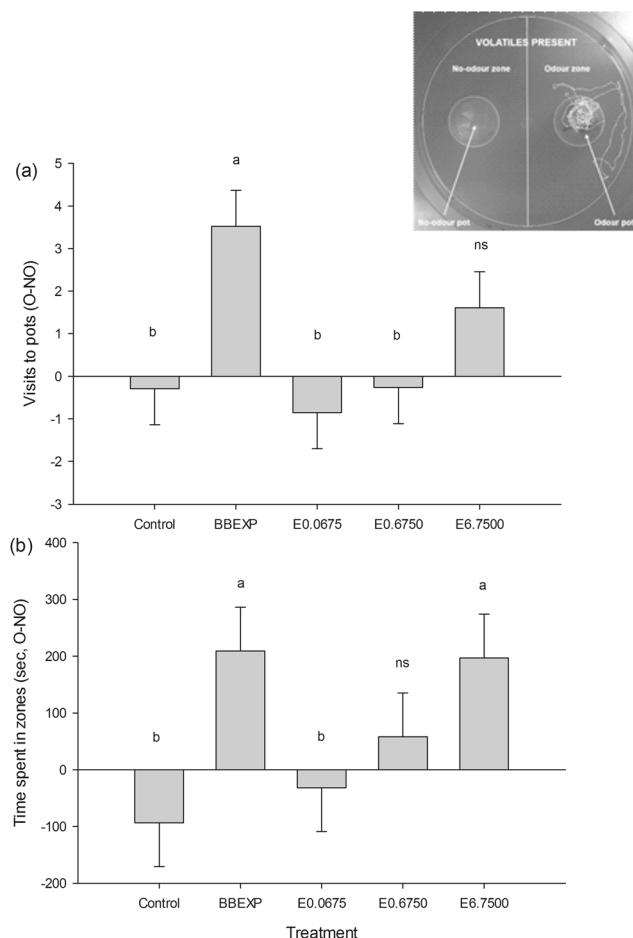 VOLATILES PRESENT
No-odour zone
Odour zone
No-odour pot
Odour pot
(a)
Visits to pots (O-NO)
5
4
3
2
1
0
-1
-2
-3
b
a
b
b
ns
Control
BBEXP
E0.0675
E0.6750
E6.7500
(b)
Time spent in zones (sec, O-NO)
400
300
200
100
0
-100
-200
b
a
b
ns
a
Control
BBEXP
E0.0675
E0.6750
E6.7500
Treatment